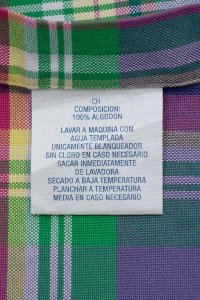 CH
COMPOSICION:
100% ALGODON
LAVAR A MAQUINA CON
AGUA TEMPLADA
UNICAMENTE BLANQUEADOR
SIN CLORO EN CASO NECESARIO
SACAR INMEDIATAMENTE
DE LAVADORA
SECADO A BAJA TEMPERATURA
PLANCHAR A TEMPERATURA
MEDIA EN CASO NECESARIO